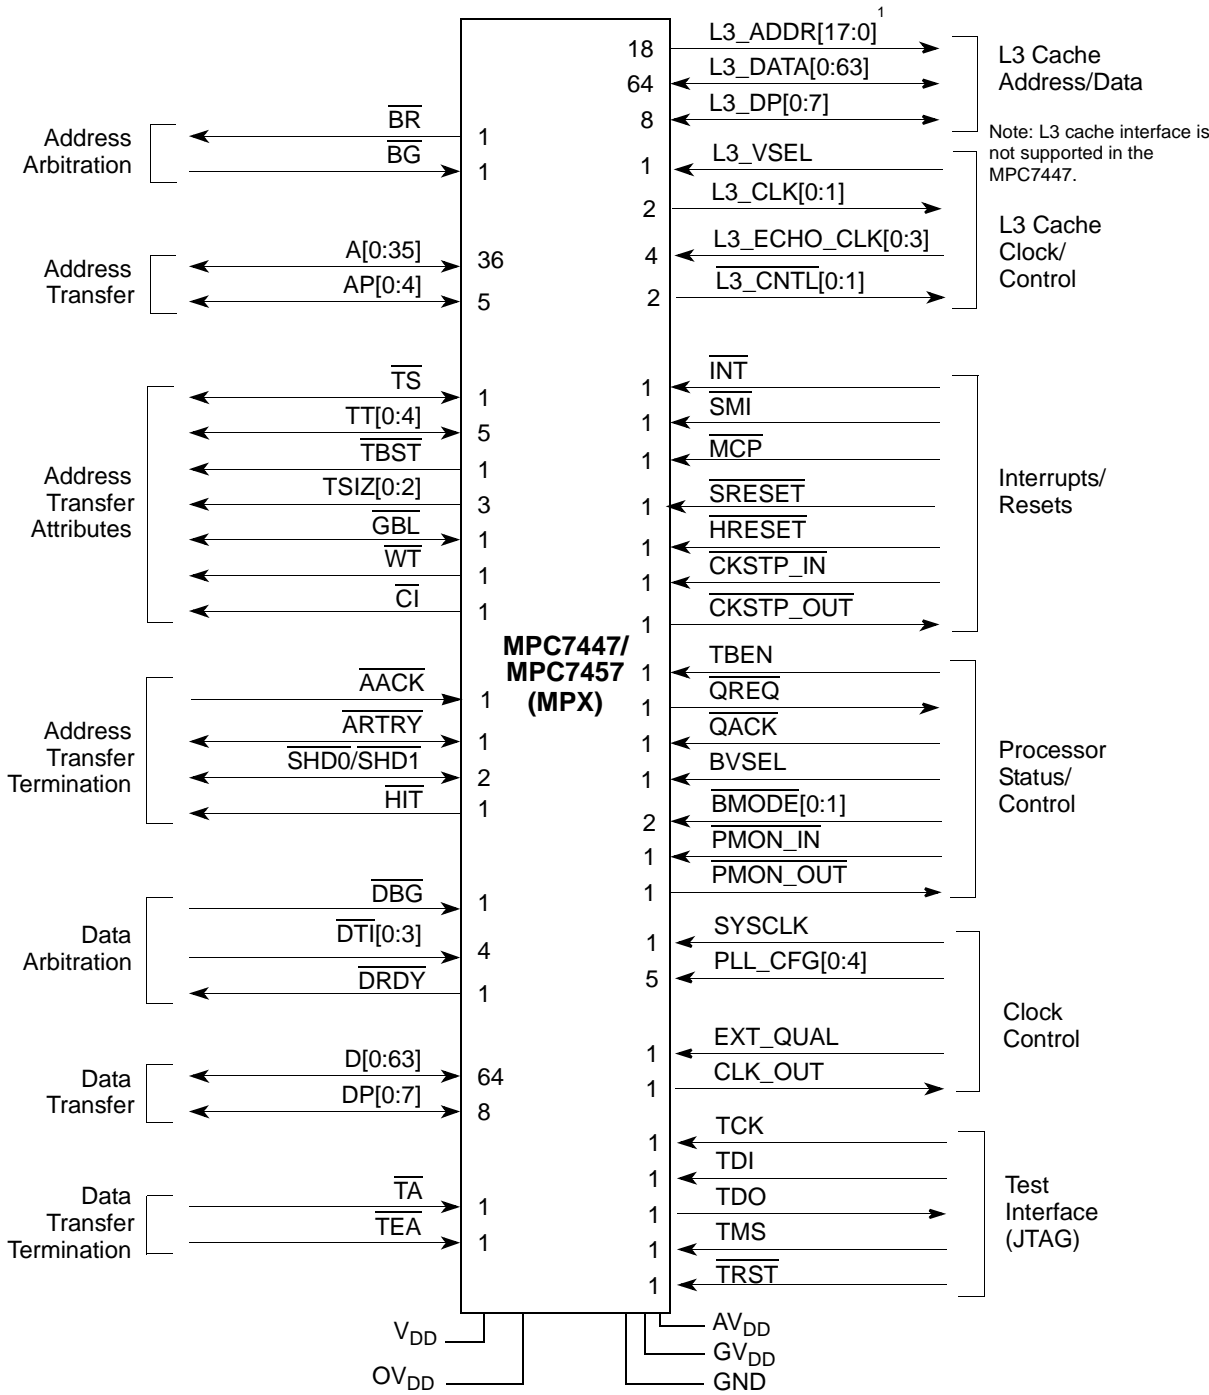 Address
Arbitration
BR
1
BG
1
Address
Transfer
A[0:35]
36
AP[0:4]
5
Address
Transfer
Attributes
TS
1
TT[0:4]
5
TBST
1
TSIZ[0:2]
3
GBL
1
WT
1
CI
1
Address
Transfer
Termination
AACK
1
ARTRY
1
SHD0/SHD1
2
HIT
1
Data
Arbitration
DBG
1
DTI[0:3]
4
DRDY
1
Data
Transfer
D[0:63]
64
DP[0:7]
8
Data
Transfer
Termination
TA
1
TEA
1
MPC7447/
MPC7457
(MPX)
18
L3_ADDR[17:0]1
64
L3_DATA[0:63]
8
L3_DP[0:7]
L3 Cache
Address/Data
Note: L3 cache interface is
not supported in the
MPC7447.
1
L3_VSEL
2
L3_CLK[0:1]
4
L3_ECHO_CLK[0:3]
2
L3_CNTL[0:1]
L3 Cache
Clock/
Control
1
INT
1
SMI
1
MCP
1
SRESET
1
HRESET
1
CKSTP_IN
1
CKSTP_OUT
Interrupts/
Resets
1
TBEN
1
QREQ
1
QACK
1
BVSEL
2
BMODE[0:1]
1
PMON_IN
1
PMON_OUT
Processor
Status/
Control
1
SYSCLK
5
PLL_CFG[0:4]
1
EXT_QUAL
1
CLK_OUT
Clock
Control
1
TCK
1
TDI
1
TDO
1
TMS
1
TRST
Test
Interface
(JTAG)
VDD
OVDD
AVDD
GVDD
GND